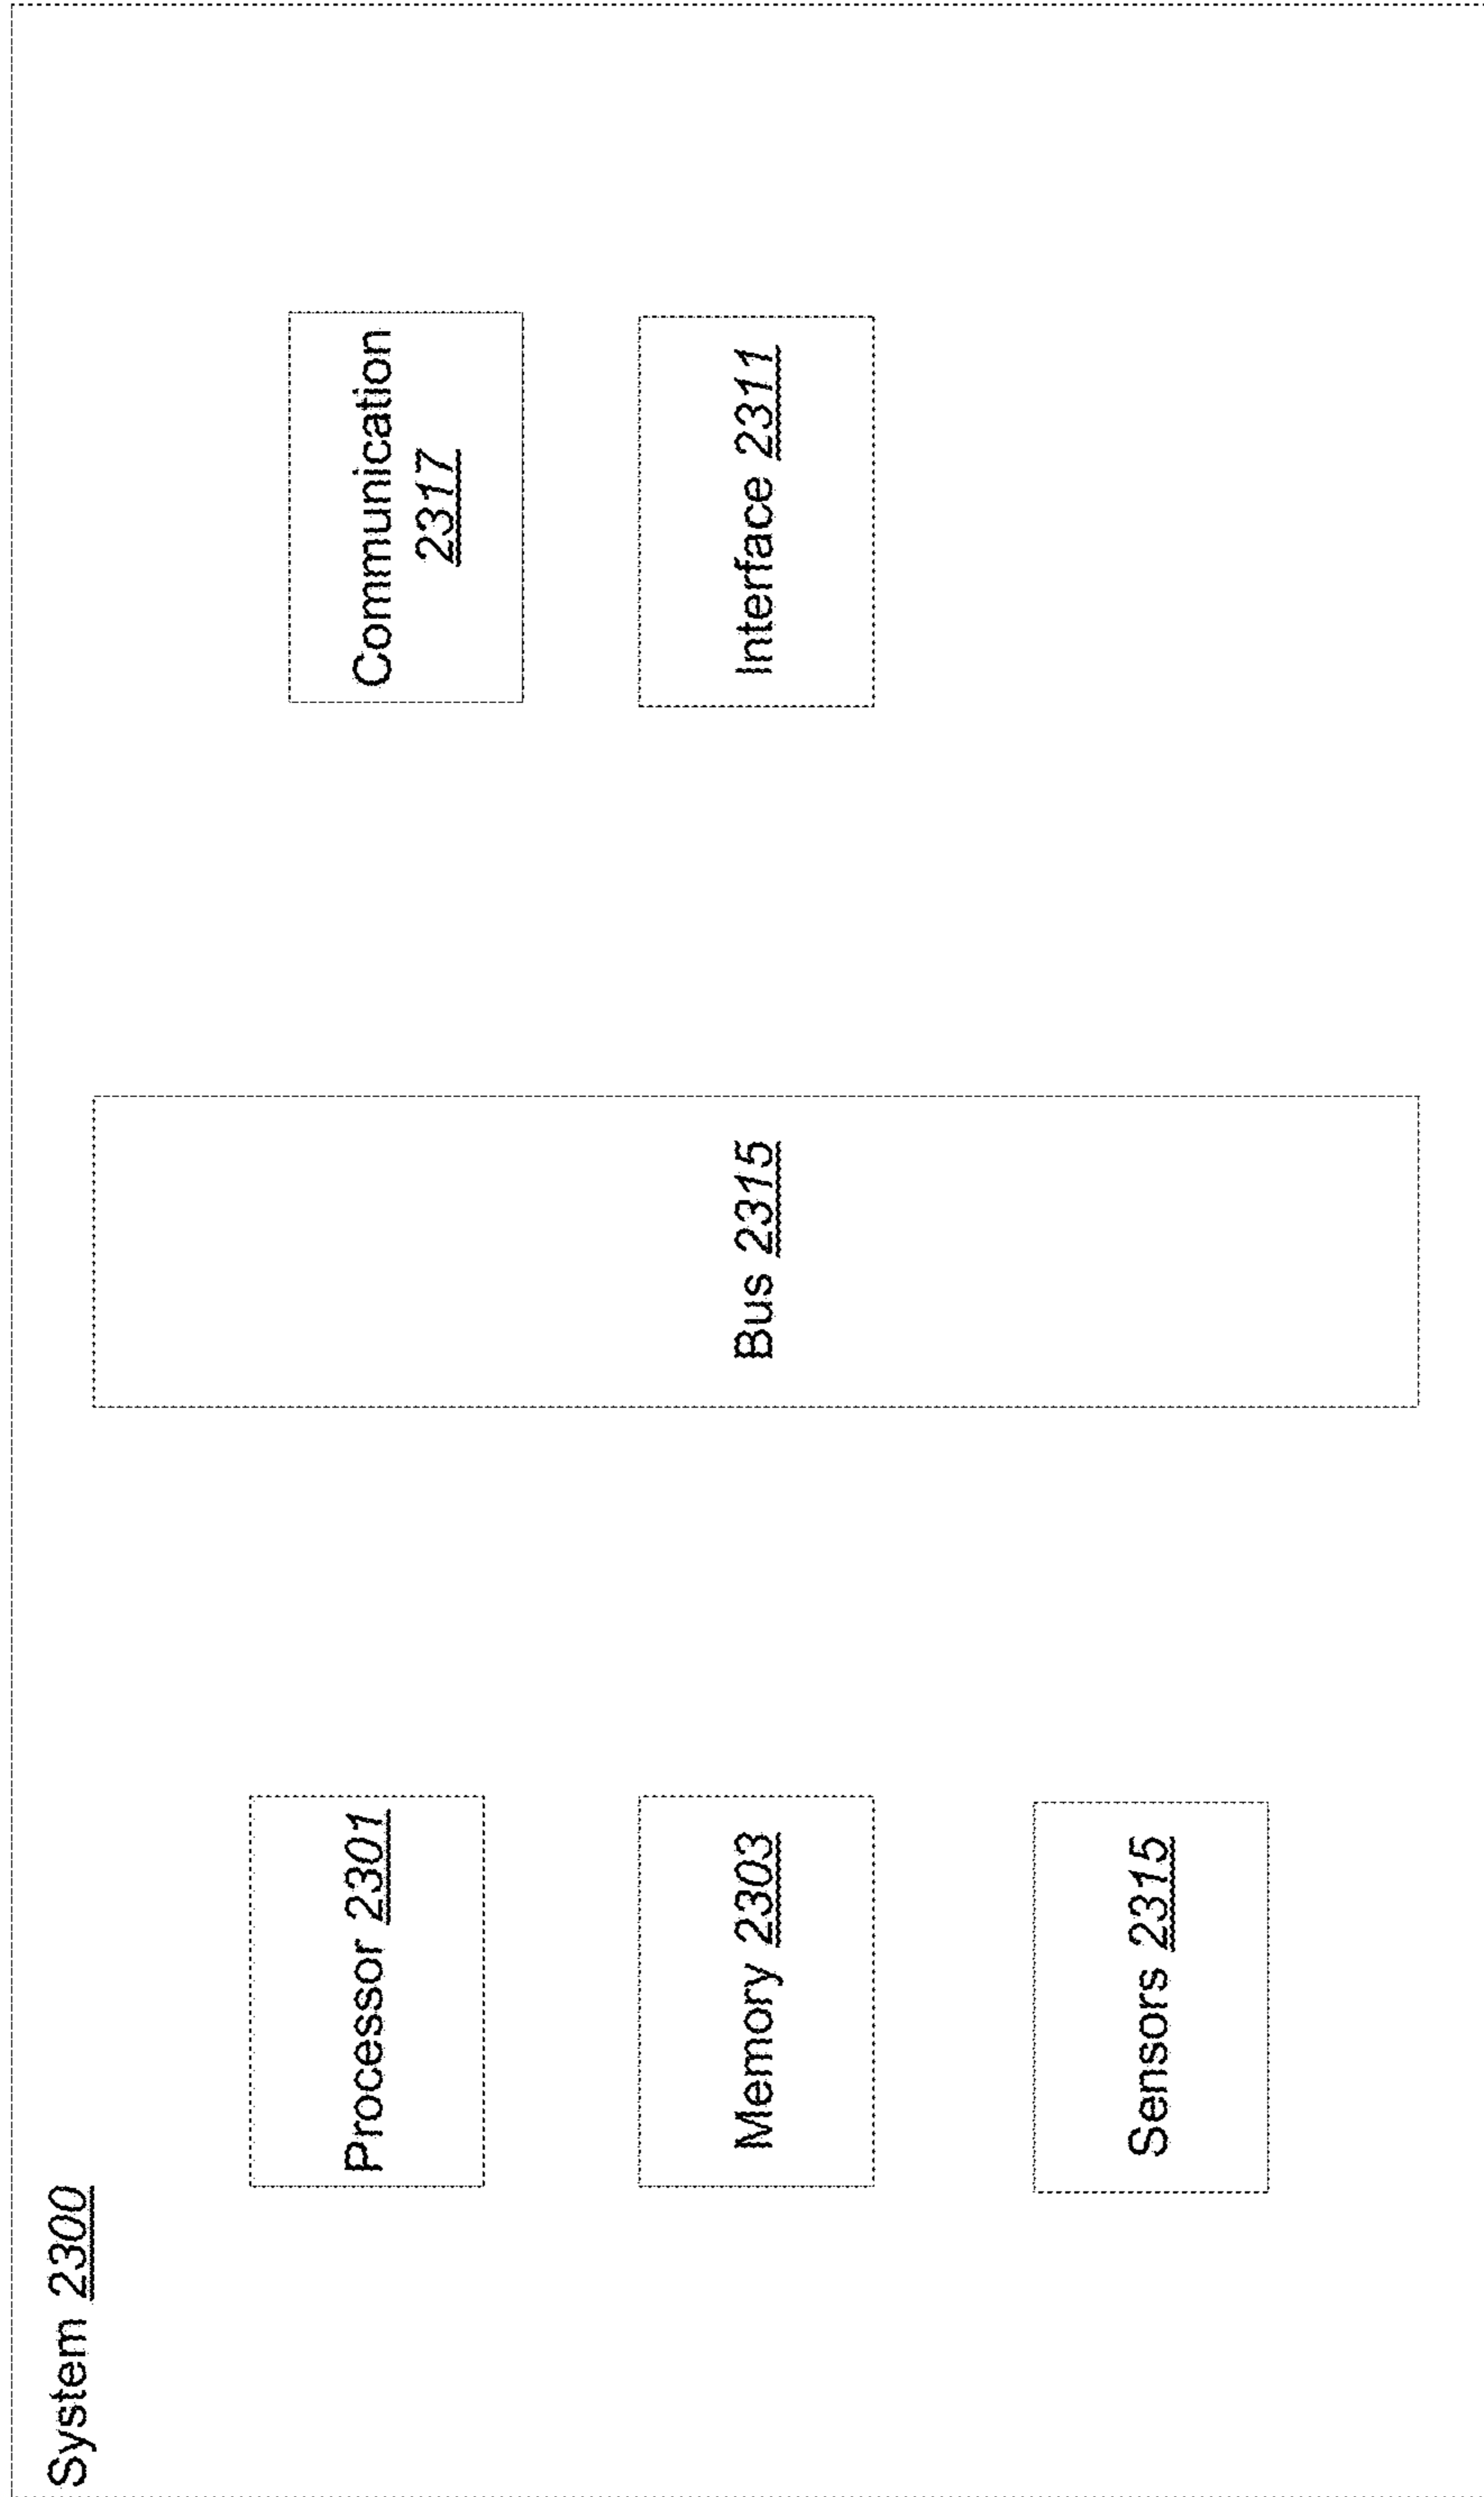 System 2300
Processor 2301
Memory 2303
Sensors 2315
Bus 2315
Communication
2317
Interface 2311